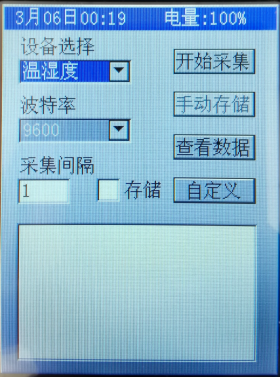 3月06日00:19 电量:100%
设备选择
温湿度
开始采集
波特率
手动存储
9600
查看数据
采集间隔
1
存储
自定义